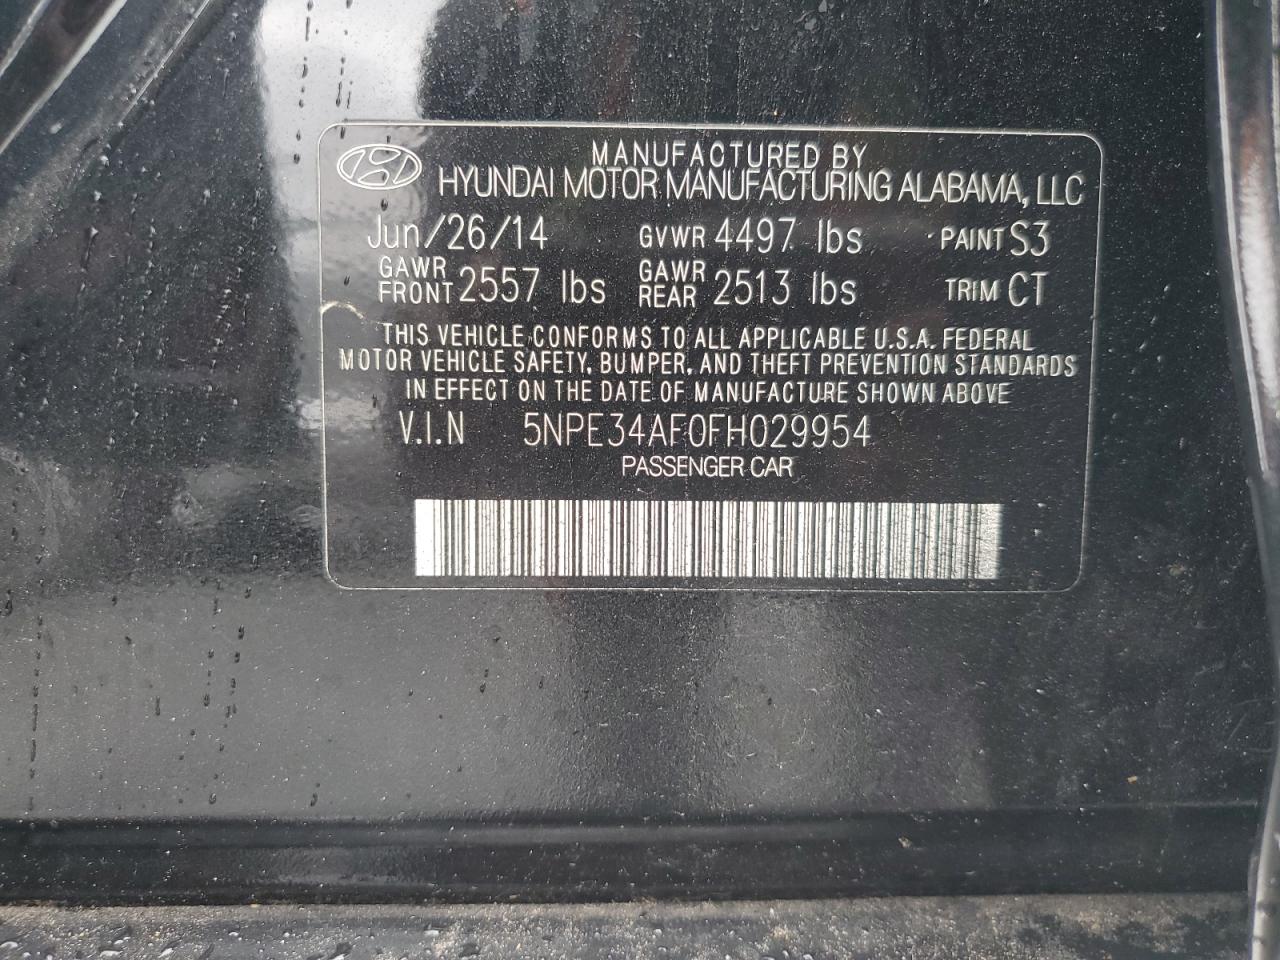 MANUFACTURED BY
HYUNDAI MOTOR MANUFACTURING ALABAMA, LLC
Jun/26/14 GVWR 4497 lbs PAINT S3
GAWR FRONT 2557 lbs GAWR REAR 2513 lbs TRIM CT
THIS VEHICLE CONFORMS TO ALL APPLICABLE U.S.A. FEDERAL
MOTOR VEHICLE SAFETY, BUMPER, AND THEFT PREVENTION STANDARDS
IN EFFECT ON THE DATE OF MANUFACTURE SHOWN ABOVE
V.I.N 5NPE34AF0FH029954
PASSENGER CAR